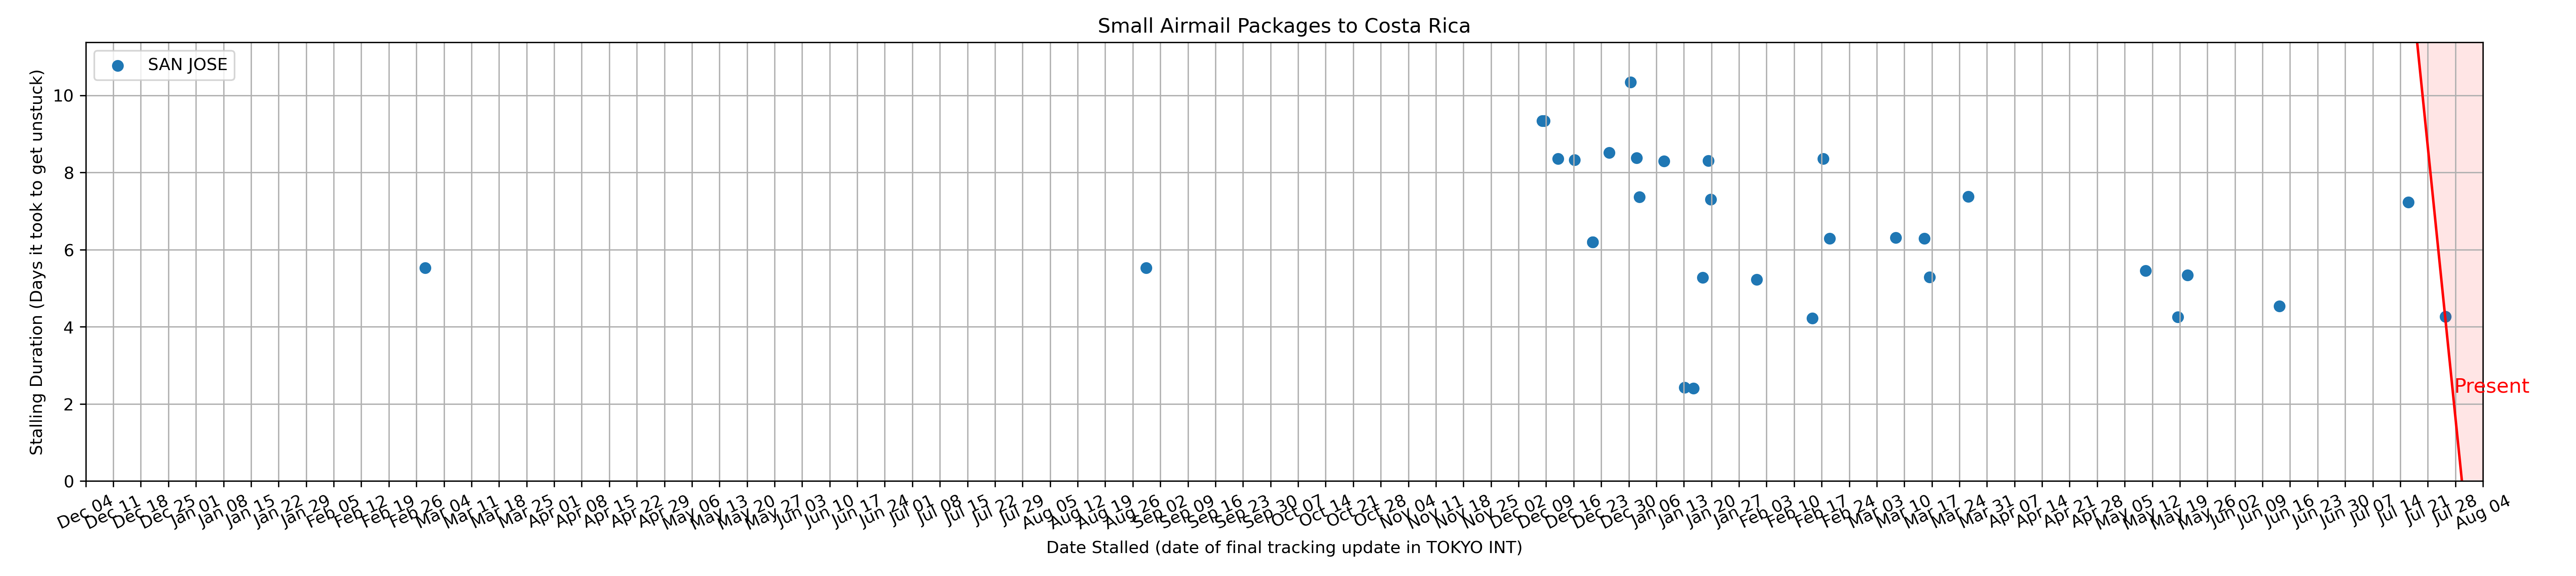 Small Airmail Packages to Costa Rica
SAN JOSE
Stalling Duration (Days it took to get unstuck)
10
8
6
4
2
0
Present
Dec 04
Dec 11
Dec 18
Dec 25
Jan 01
Jan 08
Jan 15
Jan 22
Jan 29
Feb 05
Feb 12
Feb 19
Feb 26
Mar 04
Mar 11
Mar 18
Mar 25
Apr 01
Apr 08
Apr 15
Apr 22
Apr 29
May 06
May 13
May 20
May 27
Jun 03
Jun 10
Jun 17
Jun 24
Jul 01
Jul 08
Jul 15
Jul 22
Jul 29
Aug 05
Aug 12
Aug 19
Aug 26
Sep 02
Sep 09
Sep 16
Sep 23
Sep 30
Oct 07
Oct 14
Oct 21
Oct 28
Nov 04
Nov 11
Nov 18
Nov 25
Dec 02
Dec 09
Dec 16
Dec 23
Dec 30
Jan 06
Jan 13
Jan 20
Jan 27
Feb 03
Feb 10
Feb 17
Feb 24
Mar 03
Mar 10
Mar 17
Mar 24
Mar 31
Apr 07
Apr 14
Apr 21
Apr 28
May 05
May 12
May 19
May 26
Jun 02
Jun 09
Jun 16
Jun 23
Jun 30
Jul 07
Jul 14
Jul 21
Jul 28
Aug 04
Date Stalled (date of final tracking update in TOKYO INT)